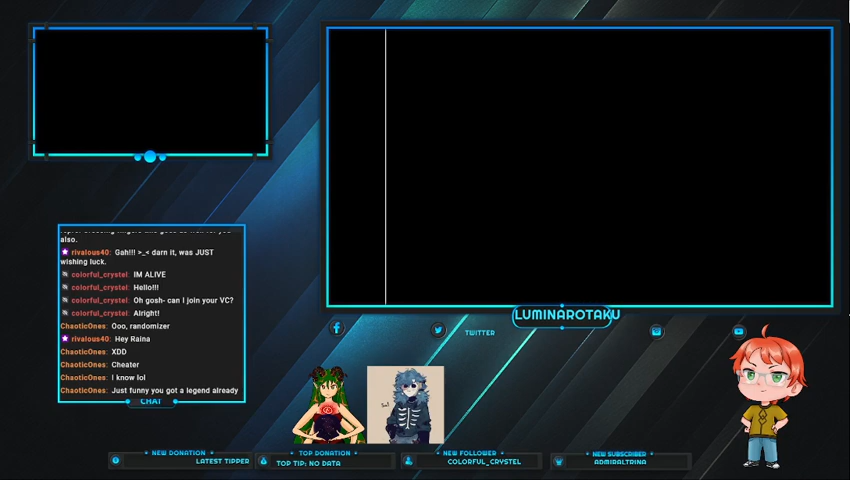 also.
rivalous40: Gah!!! >_< darn it, was JUST
wishing luck.
colorful_crystel: IM ALIVE
colorful_crystel: Hello!!!
colorful_crystel: Oh gosh- can I join your VC?
colorful_crystel: Alright!
ChaoticOnes: Ooo, randomizer
rivalous40: Hey Raina
ChaoticOnes: XDD
ChaoticOnes: Cheater
ChaoticOnes: I know lol
ChaoticOnes: Just funny you got a legend already
CHAT
LUMINAROTAKU
TWITTER
NEW DONATION
LATEST TIPPER
TOP DONATION
TOP TIP: NO DATA
NEW FOLLOWER
COLORFUL_CRYSTEL
NEW SUBSCRIBER
ADMIRALTRINA